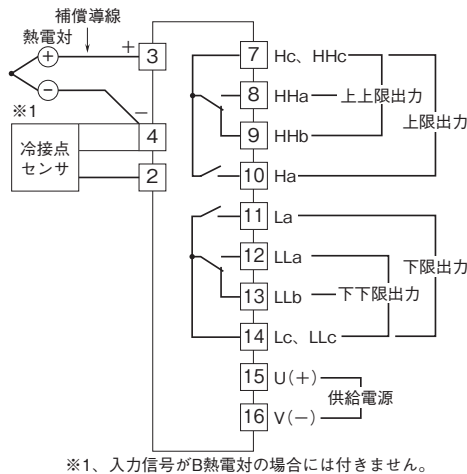 補償導線
熱電対
+
+
−
−
※1
冷接点
センサ
3
4
2
7 Hc、HHc
8 HHa 上上限出力
9 HHb
10 Ha
上限出力
11 La
12 LLa
13 LLb 下下限出力
14 Lc、LLc
下限出力
15 U(+)
16 V(−)
供給電源
※1、入力信号がB熱電対の場合には付きません。